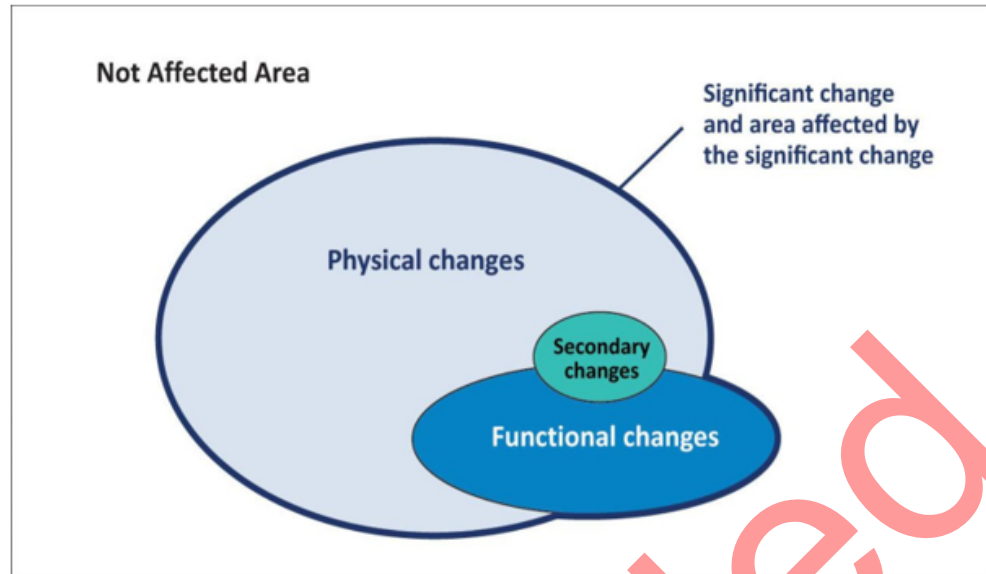 Not Affected Area
Significant change
and area affected by
the significant change
Physical changes
Secondary
changes
Functional changes